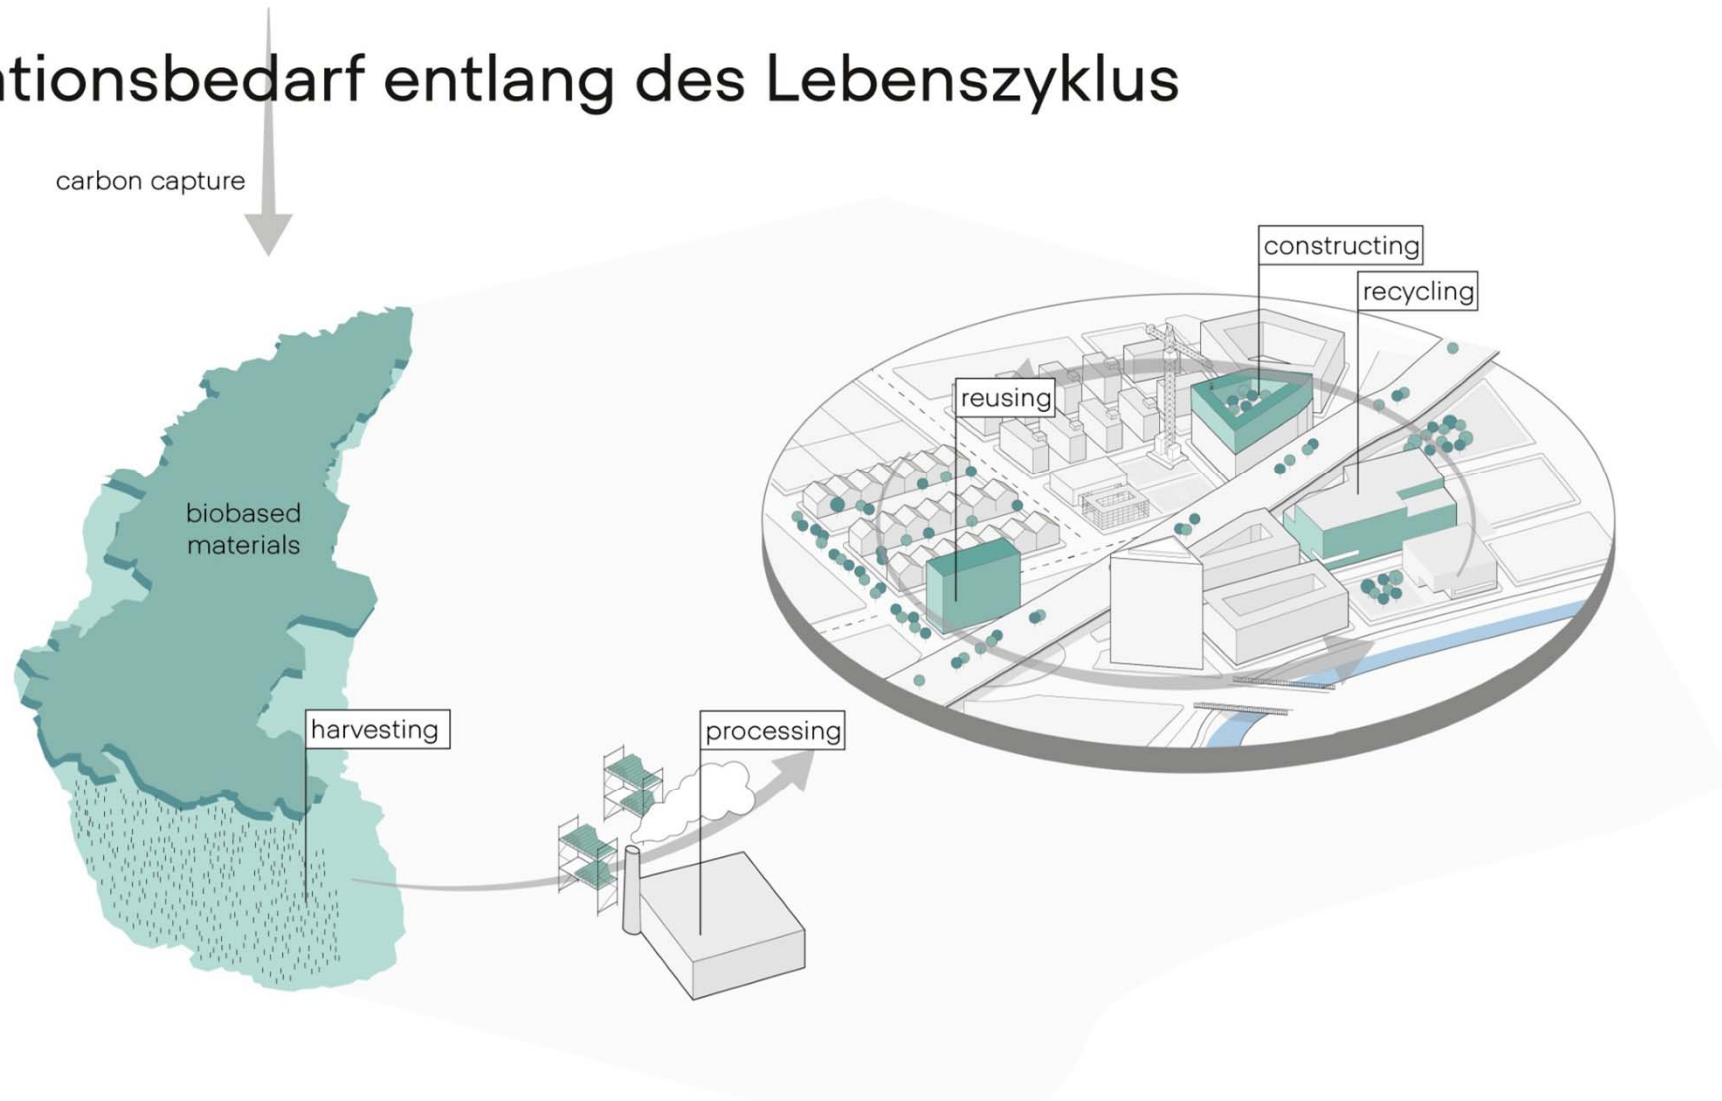 tionsbedarf entlang des Lebenszyklus
carbon capture
constructing
recycling
reusing
biobased
materials
harvesting
processing